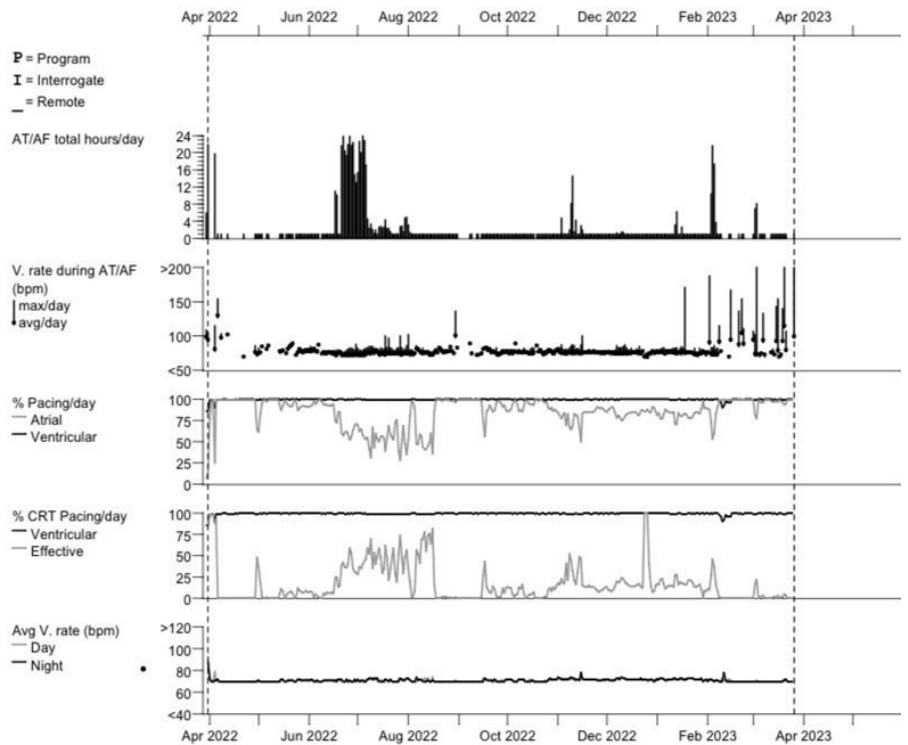 Apr 2022 Jun 2022 Aug 2022 Oct 2022 Dec 2022 Feb 2023 Apr 2023
P = Program
I = Interrogate
_ = Remote
AT/AF total hours/day
24
20
16
12
8
4
0
V. rate during AT/AF
(bpm)
max/day
avg/day
>200
150
100
<50
% Pacing/day
Atrial
Ventricular
100
75
50
25
0
% CRT Pacing/day
Ventricular
Effective
100
75
50
25
0
Avg V. rate (bpm)
Day
Night
>120
100
80
60
<40
Apr 2022 Jun 2022 Aug 2022 Oct 2022 Dec 2022 Feb 2023 Apr 2023